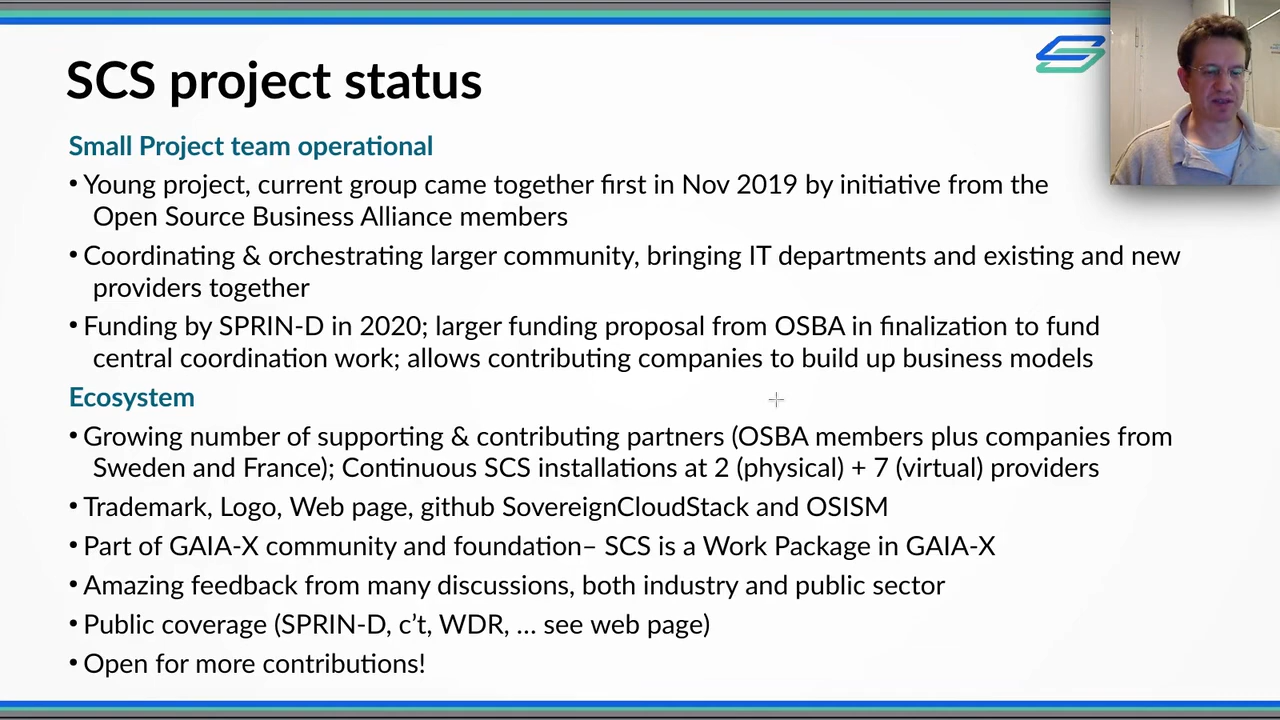 SCS project status
Small Project team operational
• Young project, current group came together first in Nov 2019 by initiative from the
Open Source Business Alliance members
• Coordinating & orchestrating larger community, bringing IT departments and existing and new
providers together
• Funding by SPRIN-D in 2020; larger funding proposal from OSBA in finalization to fund
central coordination work; allows contributing companies to build up business models
Ecosystem
• Growing number of supporting & contributing partners (OSBA members plus companies from
Sweden and France); Continuous SCS installations at 2 (physical) + 7 (virtual) providers
• Trademark, Logo, Web page, github SovereignCloudStack and OSISM
• Part of GAIA-X community and foundation– SCS is a Work Package in GAIA-X
• Amazing feedback from many discussions, both industry and public sector
• Public coverage (SPRIN-D, c’t, WDR, ... see web page)
• Open for more contributions!